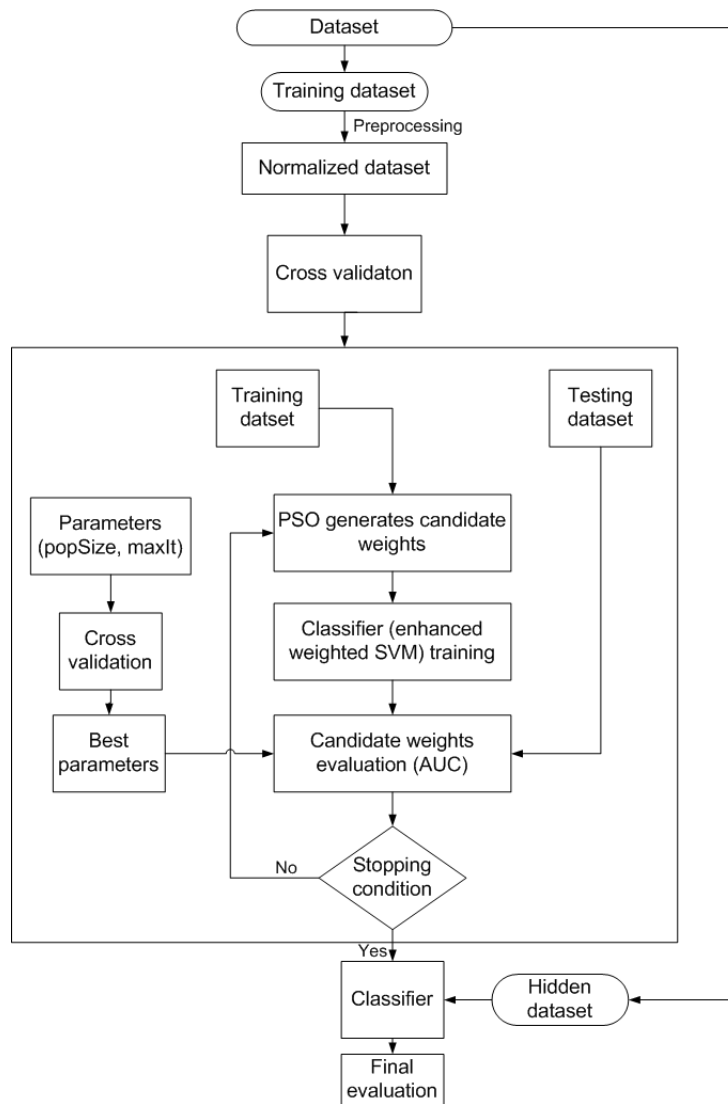 Dataset
Training dataset
Preprocessing
Normalized dataset
Cross validaton
Training
datset
Testing
dataset
Parameters
(popSize, maxIt)
PSO generates candidate
weights
Cross
validation
Classifier (enhanced
weighted SVM) training
Best
parameters
Candidate weights
evaluation (AUC)
No
Stopping
condition
Yes
Classifier
Hidden
dataset
Final
evaluation